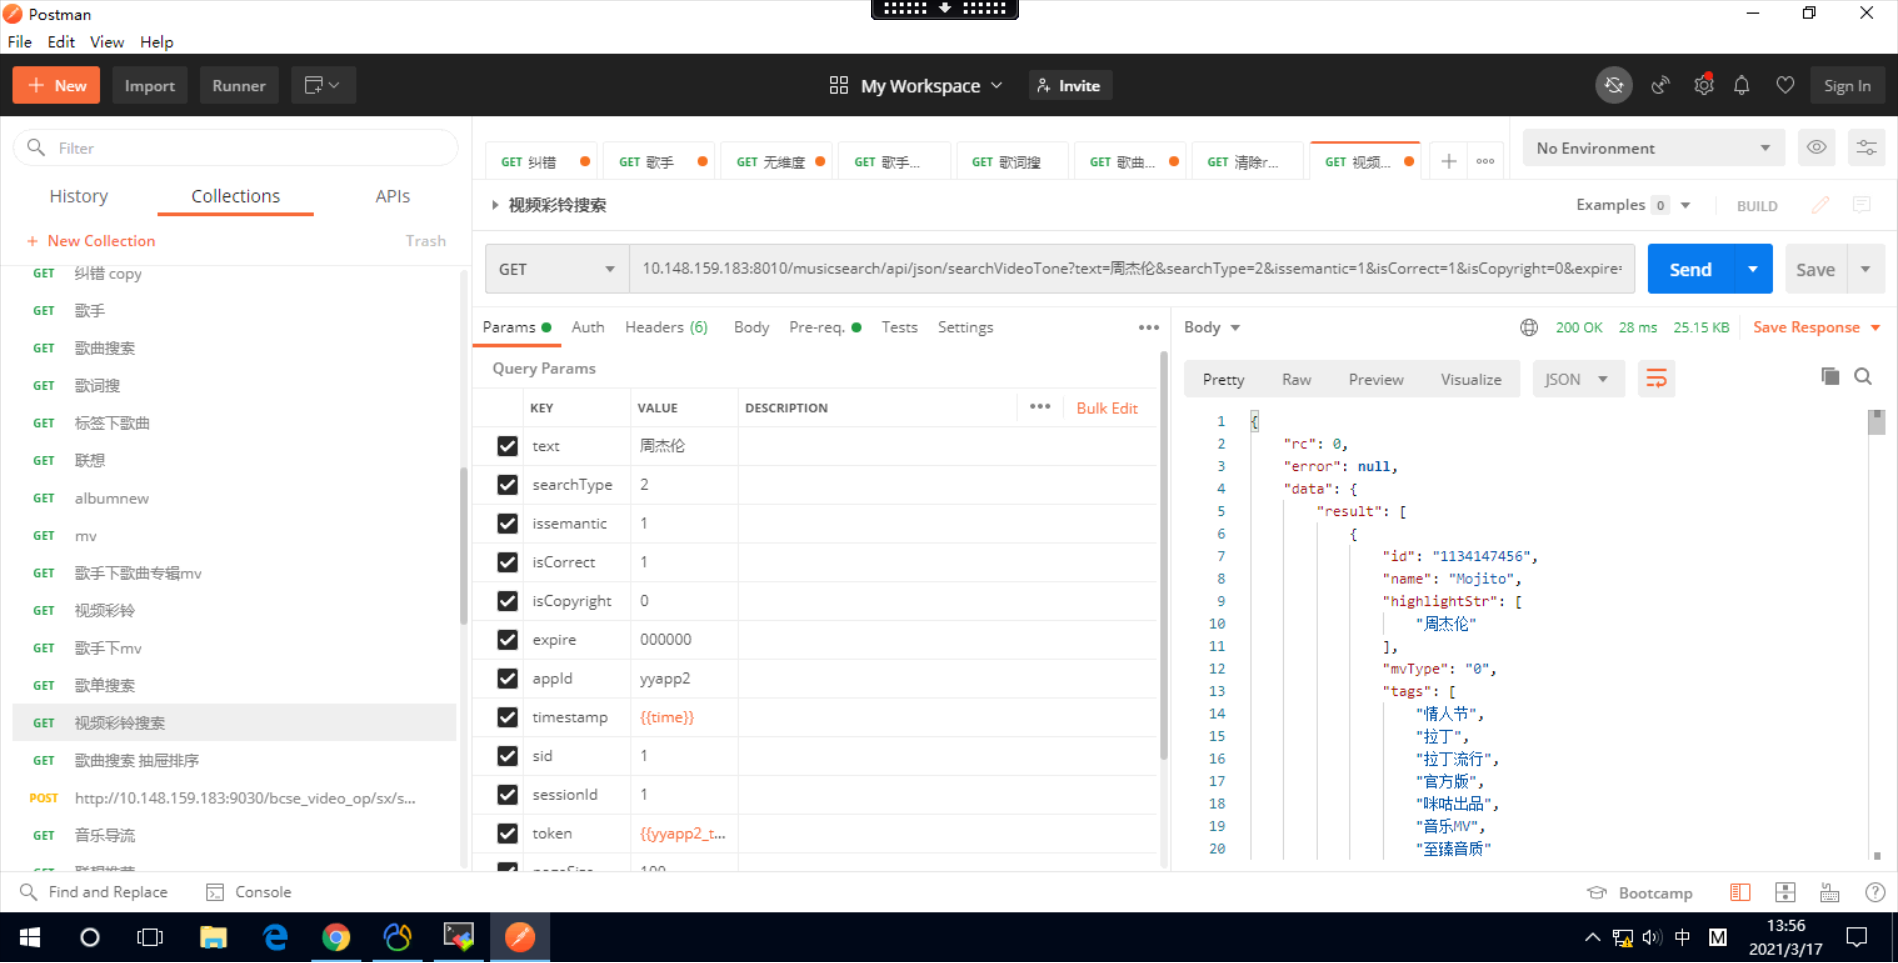 Postman
File Edit View Help
New Import Runner My Workspace Invite Sign In
Filter
History Collections APIs
New Collection Trash
GET 纠错 copy
GET 歌手
GET 歌曲搜索
GET 歌词搜
GET 标签下歌曲
GET 联想
GET albumnew
GET mv
GET 歌手下歌曲专辑mv
GET 视频彩铃
GET 歌手下mv
GET 歌单搜索
GET 视频彩铃搜索
GET 歌曲搜索 抽屉排序
POST http://10.148.159.183:9030/bcse_video_op/sx/s...
GET 音乐导流
GET
GET 纠错 GET 歌手 GET 无维度 GET 歌手... GET 歌词搜 GET 歌曲... GET 清除r... GET 视频...
No Environment
视频彩铃搜索
Examples 0 BUILD
GET 10.148.159.183:8010/musicsearch/api/json/searchVideoTone?text=周杰伦&searchType=2&issemantic=1&isCorrect=1&isCopyright=0&expire=
Send Save
Params Auth Headers (6) Body Pre-req. Tests Settings
Query Params
KEY VALUE DESCRIPTION Bulk Edit
text 周杰伦
searchType 2
issemantic 1
isCorrect 1
isCopyright 0
expire 000000
appId yyapp2
timestamp {{time}}
sid 1
sessionId 1
token {{yyapp2_t...
pageSize 100
Body 200 OK 28 ms 25.15 KB Save Response
Pretty Raw Preview Visualize JSON
1 {
2 "rc": 0,
3 "error": null,
4 "data": {
5 "result": [
6 {
7 "id": "1134147456",
8 "name": "Mojito",
9 "highlightStr": [
10 "周杰伦"
11 ],
12 "mvType": "0",
13 "tags": [
14 "情人节",
15 "拉丁",
16 "拉丁流行",
17 "官方版",
18 "咪咕出品",
19 "音乐MV",
20 "至臻音质"
Find and Replace Console Bootcamp
中 M 13:56
2021/3/17